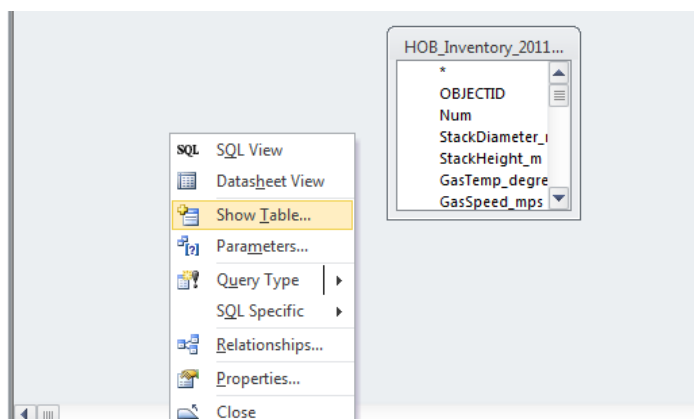 HOB_Inventory_2011...
*
OBJECTID
Num
StackDiameter_
StackHeight_m
GasTemp_degre
GasSpeed_mps
SQL SQL View
Datasheet View
Show Table...
[?] Parameters...
Query Type
SQL Specific
Relationships...
Properties...
Close